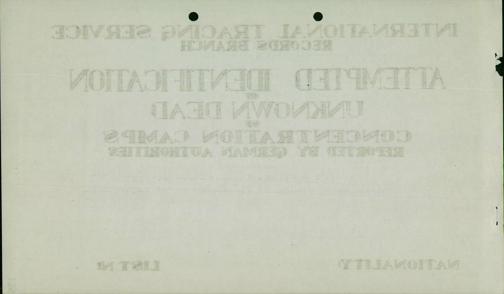 INTERNATIONAL TRACING SERVICE
RECORDS BRANCH
ATTEMPTED IDENTIFICATION
OF
UNKNOWN DEAD
OF
CONCENTRATION CAMPS
REPORTED BY GERMAN AUTHORITIES
NATIONALITY
LIST Nº